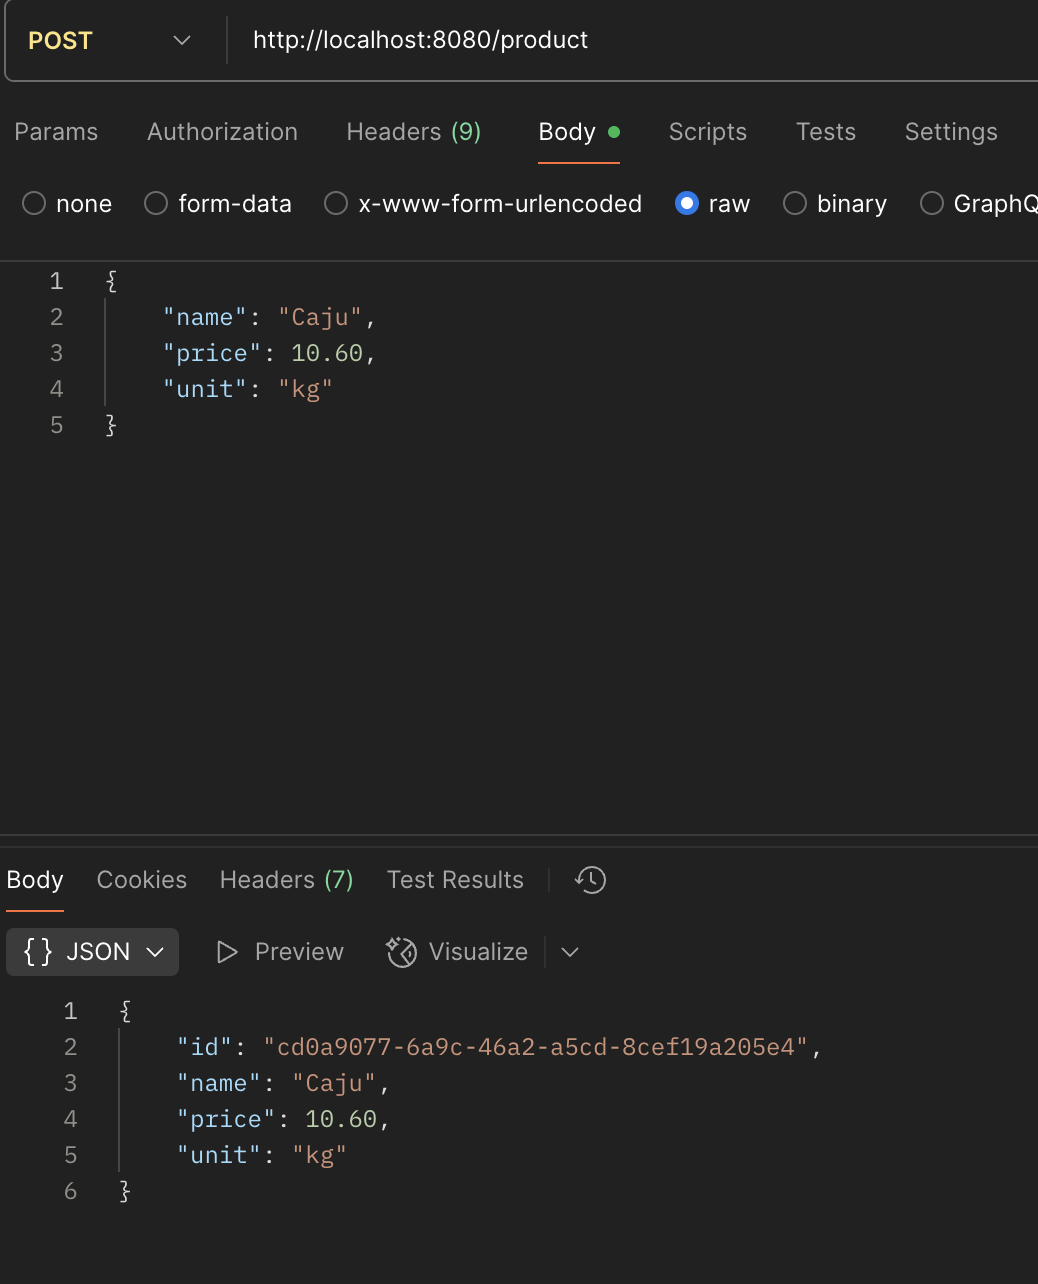 POST http://localhost:8080/product
Params Authorization Headers (9) Body Scripts Tests Settings
none form-data x-www-form-urlencoded raw binary GraphQ
1 {
2 "name": "Caju",
3 "price": 10.60,
4 "unit": "kg"
5 }
Body Cookies Headers (7) Test Results
{} JSON Preview Visualize
1 {
2 "id": "cd0a9077-6a9c-46a2-a5cd-8cef19a205e4",
3 "name": "Caju",
4 "price": 10.60,
5 "unit": "kg"
6 }